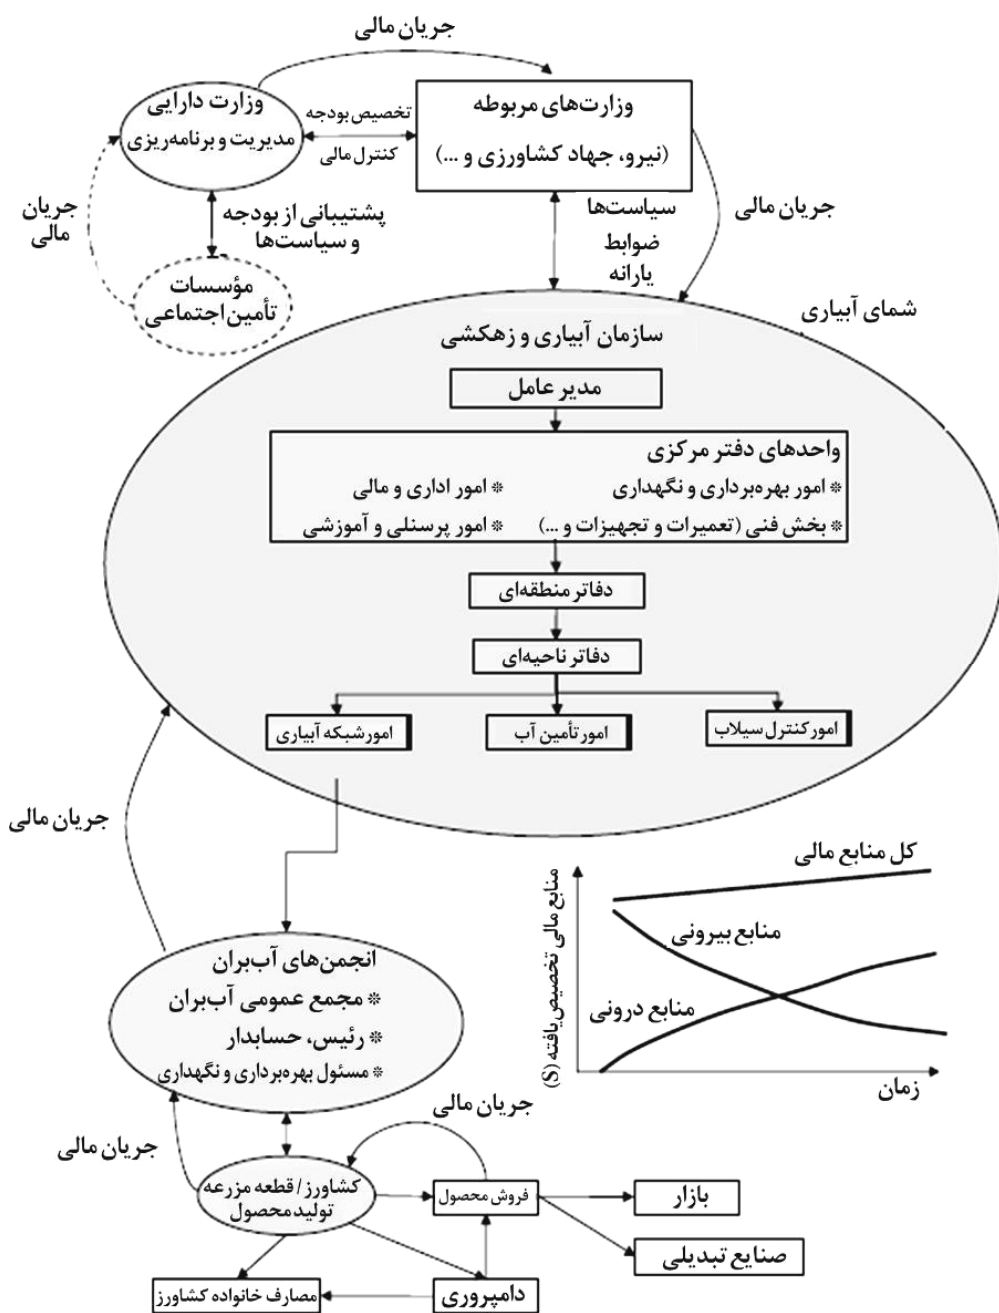 جریان مالی
وزارت دارایی
مدیریت و برنامه‌ریزی
تخصیص بودجه
کنترل مالی
وزارت‌های مربوطه
(نیرو، جهاد کشاورزی و ...)
جریان
مالی
پشتیبانی از بودجه
و سیاست‌ها
سیاست‌ها
ضوابط
یارانه
جریان مالی
مؤسسات
تأمین اجتماعی
شمای آبیاری
سازمان آبیاری و زهکشی
مدیر عامل
واحدهای دفتر مرکزی
* امور بهره‌برداری و نگهداری
* امور اداری و مالی
* بخش فنی (تعمیرات و تجهیزات و ...)
* امور پرسنلی و آموزشی
دفاتر منطقه‌ای
دفاتر ناحیه‌ای
امور کنترل سیلاب
امور تأمین آب
امور شبکه آبیاری
جریان مالی
کل منابع مالی
منابع بیرونی
منابع درونی
منابع مالی تخصیص یافته (S)
زمان
انجمن‌های آب‌بران
* مجمع عمومی آب‌بران
* رئیس، حسابدار
* مسئول بهره‌برداری و نگهداری
جریان مالی
جریان مالی
کشاورز / قطعه مزرعه
تولید محصول
فروش محصول
بازار
صنایع تبدیلی
دامپروری
مصارف خانواده کشاورز